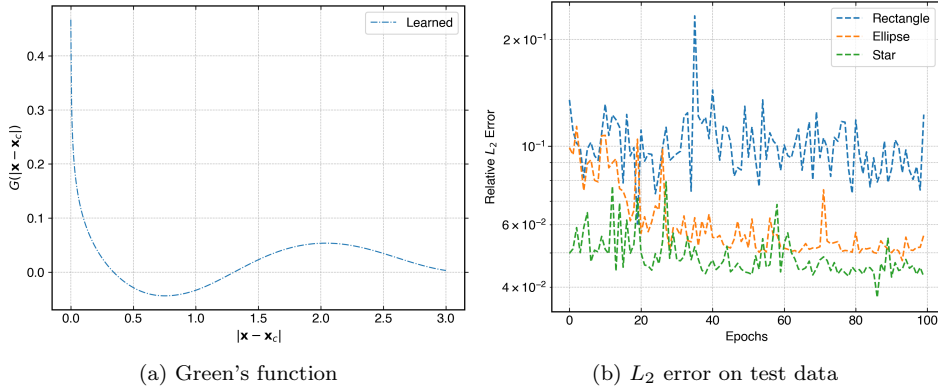 Learned
0.4
0.3
0.2
0.1
0.0
G(|x − x_c|)
0.0 0.5 1.0 1.5 2.0 2.5 3.0
|x − x_c|
(a) Green's function
Rectangle
Ellipse
Star
2 × 10⁻¹
10⁻¹
6 × 10⁻²
4 × 10⁻²
Relative L₂ Error
0 20 40 60 80 100
Epochs
(b) L₂ error on test data